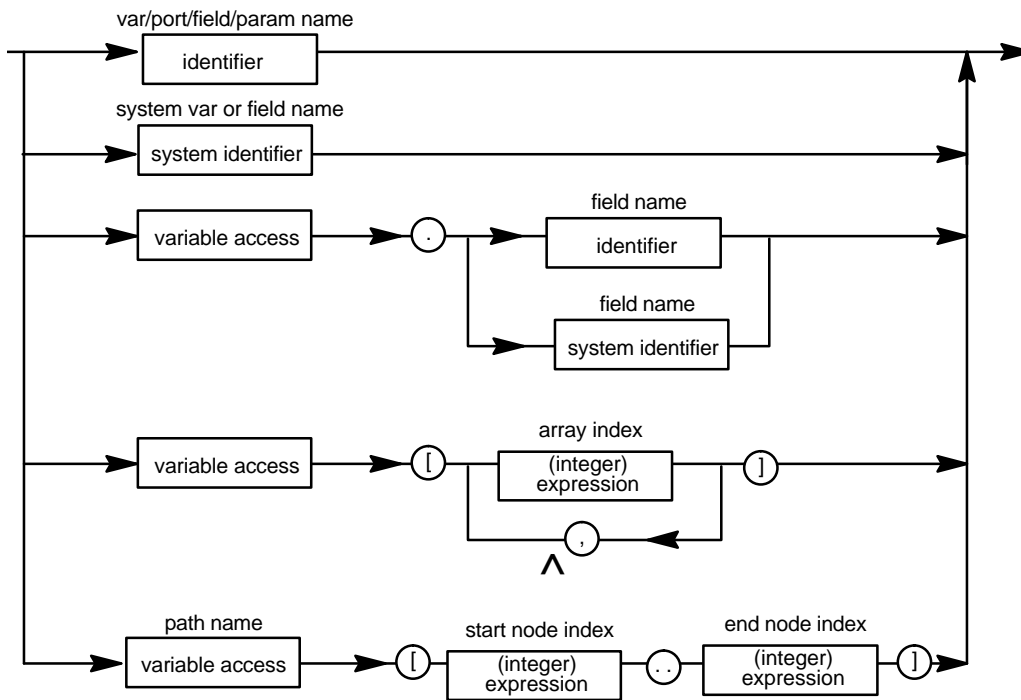 var/port/field/param name
identifier
system var or field name
system identifier
variable access
.
field name
identifier
field name
system identifier
variable access
[
array index
(integer)
expression
]
,
^
path name
variable access
[
start node index
(integer)
expression
. .
end node index
(integer)
expression
]